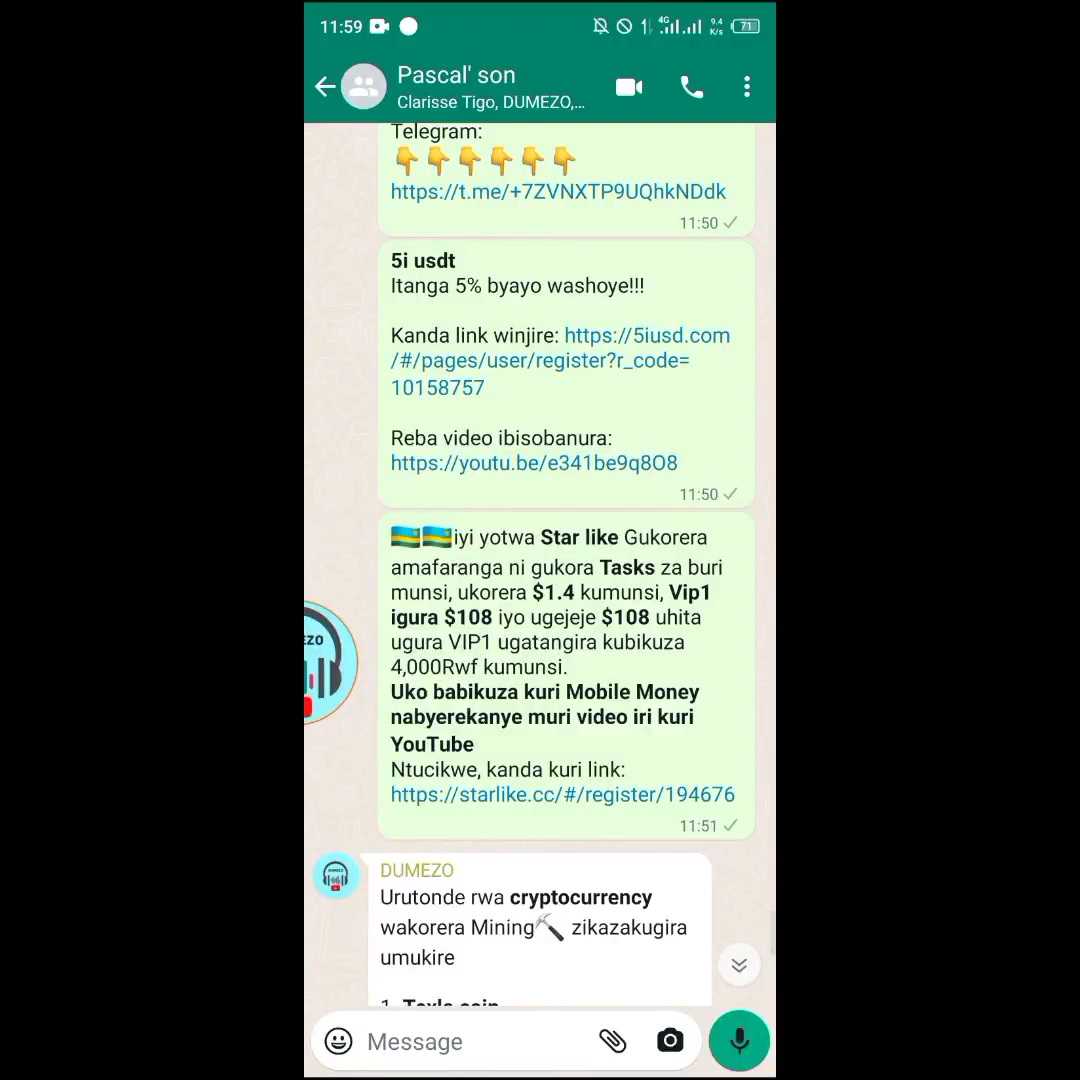 11:59
4G
9.4
K/s
71
Pascal' son
Clarisse Tigo, DUMEZO,...
Telegram:
👇👇👇👇👇👇
https://t.me/+7ZVNXTP9UQhkNDdk
11:50
5i usdt
Itanga 5% byayo washoye!!!
Kanda link winjire: https://5iusd.com
/#/pages/user/register?r_code=
10158757
Reba video ibisobanura:
https://youtu.be/e341be9q8O8
11:50
🇷🇼🇷🇼iyi yotwa Star like Gukorera
amafaranga ni gukora Tasks za buri
munsi, ukorera $1.4 kumunsi, Vip1
igura $108 iyo ugejeje $108 uhita
ugura VIP1 ugatangira kubikuza
4,000Rwf kumunsi.
Uko babikuza kuri Mobile Money
nabyerekanye muri video iri kuri
YouTube
Ntucikwe, kanda kuri link:
https://starlike.cc/#/register/194676
11:51
EZO
DUMEZO
Urutonde rwa cryptocurrency
wakorera Mining⛏ zikazakugira
umukire
Message